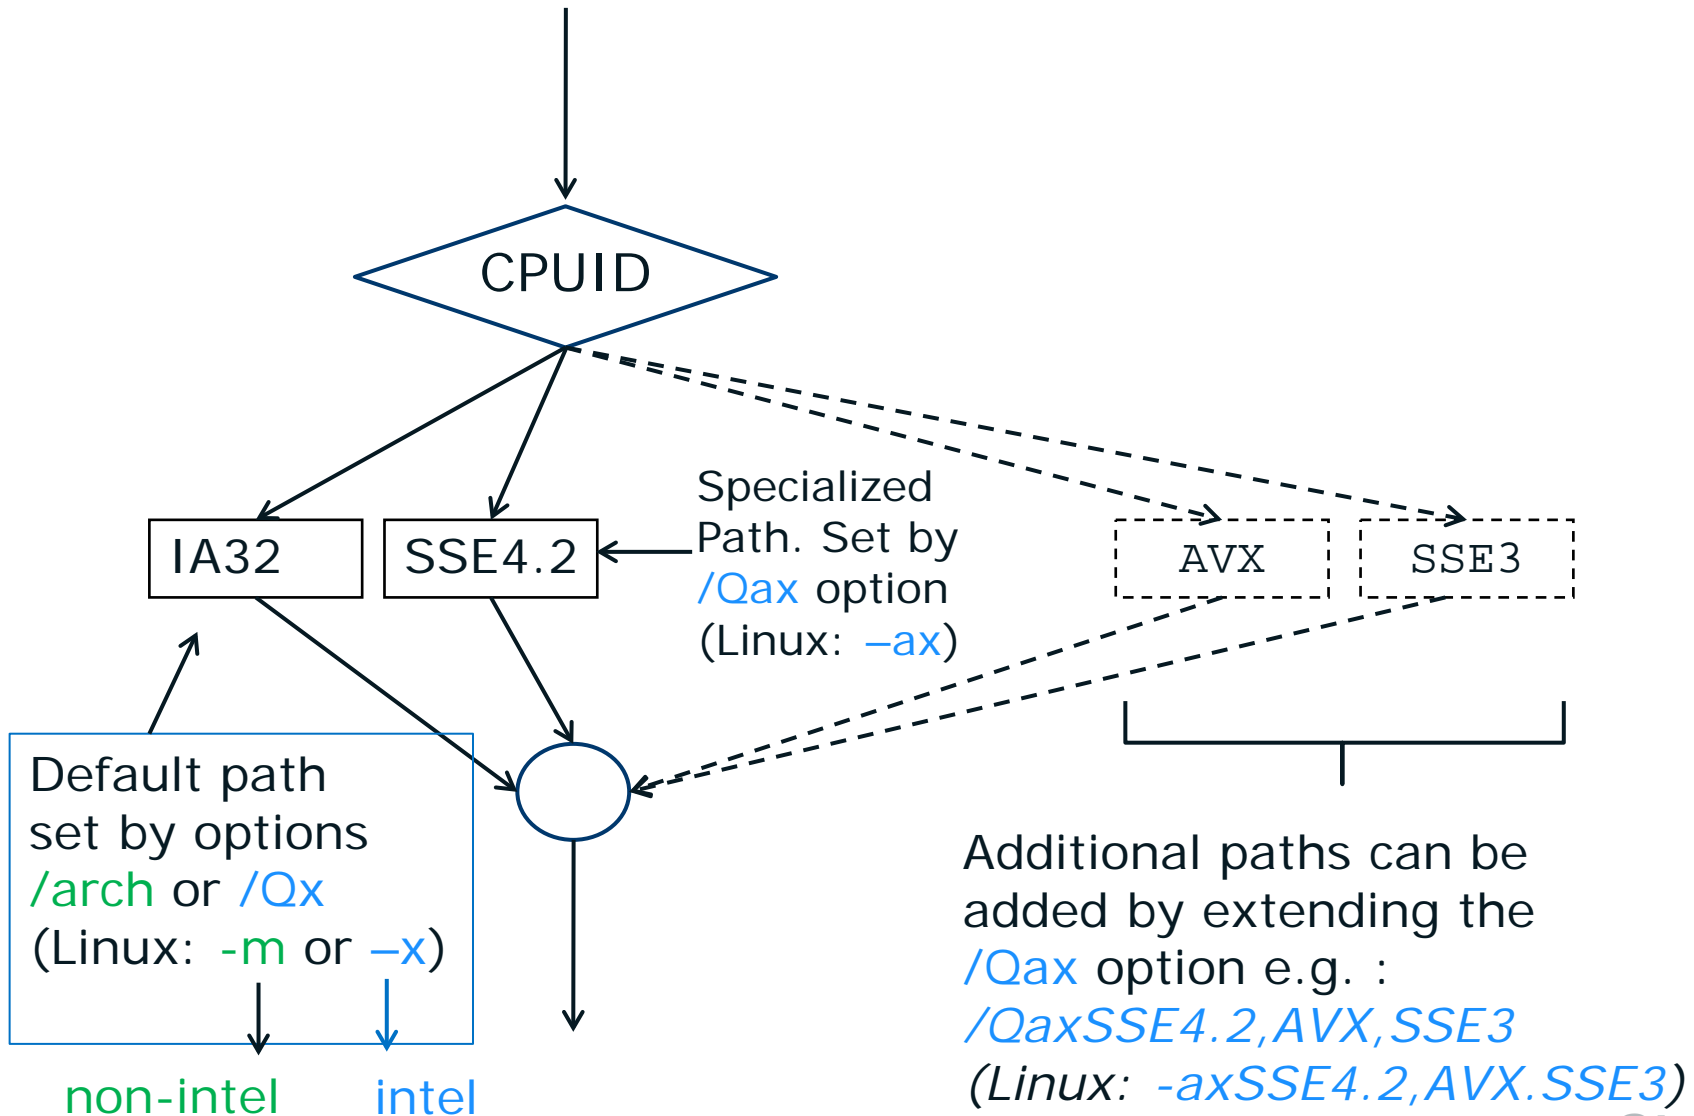 CPUID
IA32
SSE4.2
Specialized
Path. Set by
/Qax option
(Linux: –ax)
AVX
SSE3
Default path
set by options
/arch or /Qx
(Linux: -m or –x)
non-intel
intel
Additional paths can be
added by extending the
/Qax option e.g. :
/QaxSSE4.2,AVX,SSE3
(Linux: -axSSE4.2,AVX.SSE3)